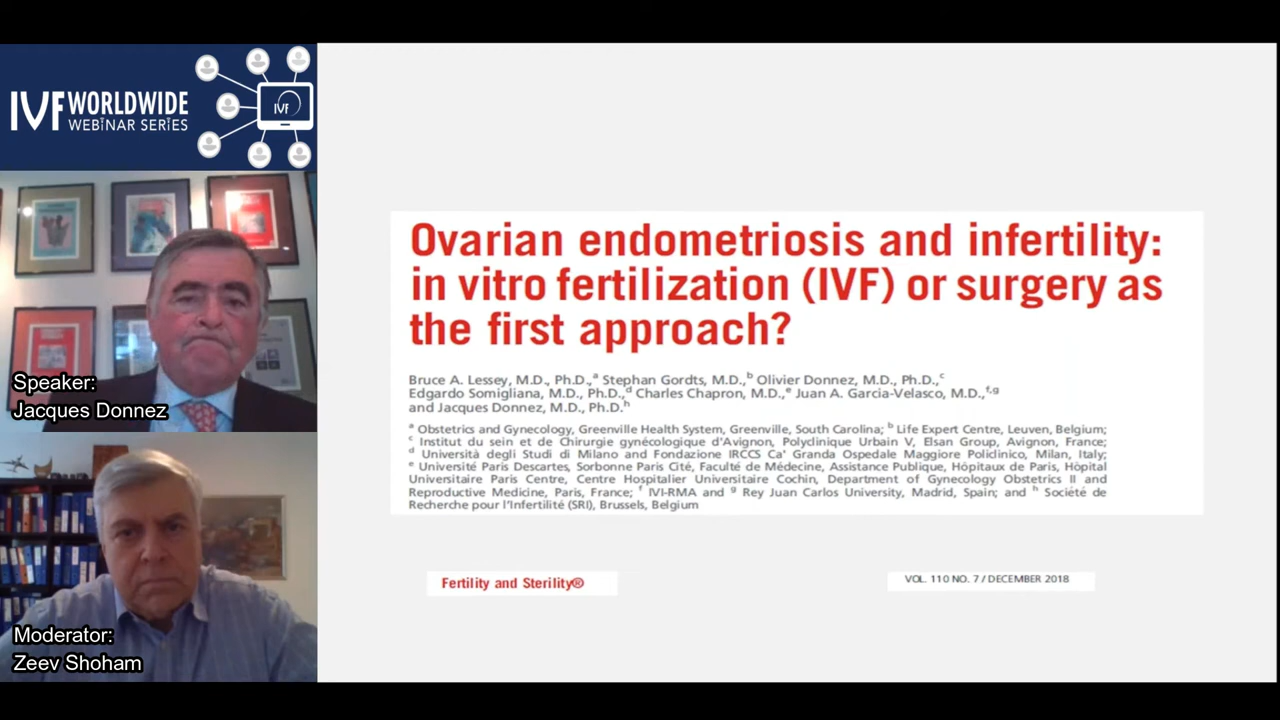 IVF WORLDWIDE
WEBINAR SERIES
IVF
Speaker:
Jacques Donnez
Moderator:
Zeev Shoham
Ovarian endometriosis and infertility:
in vitro fertilization (IVF) or surgery as
the first approach?
Bruce A. Lessey, M.D., Ph.D.,a Stephan Gordts, M.D.,b Olivier Donnez, M.D., Ph.D.,c
Edgardo Somigliana, M.D., Ph.D.,d Charles Chapron, M.D.,e Juan A. Garcia-Velasco, M.D.,f,g
and Jacques Donnez, M.D., Ph.D.h
a Obstetrics and Gynecology, Greenville Health System, Greenville, South Carolina; b Life Expert Centre, Leuven, Belgium;
c Institut du sein et de Chirurgie gynécologique d'Avignon, Polyclinique Urbain V, Elsan Group, Avignon, France;
d Università degli Studi di Milano and Fondazione IRCCS Ca' Granda Ospedale Maggiore Policlinico, Milan, Italy;
e Université Paris Descartes, Sorbonne Paris Cité, Faculté de Médecine, Assistance Publique, Hôpitaux de Paris, Hôpital
Universitaire Paris Centre, Centre Hospitalier Universitaire Cochin, Department of Gynecology Obstetrics II and
Reproductive Medicine, Paris, France; f IVI-RMA and g Rey Juan Carlos University, Madrid, Spain; and h Société de
Recherche pour l'Infertilité (SRI), Brussels, Belgium
Fertility and Sterility®
VOL. 110 NO. 7 / DECEMBER 2018